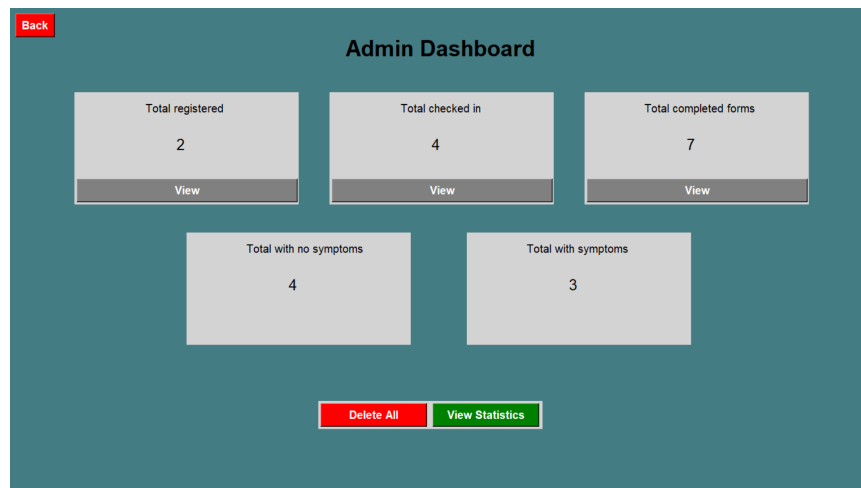 Back
Admin Dashboard
Total registered
2
View
Total checked in
4
View
Total completed forms
7
View
Total with no symptoms
4
Total with symptoms
3
Delete All
View Statistics